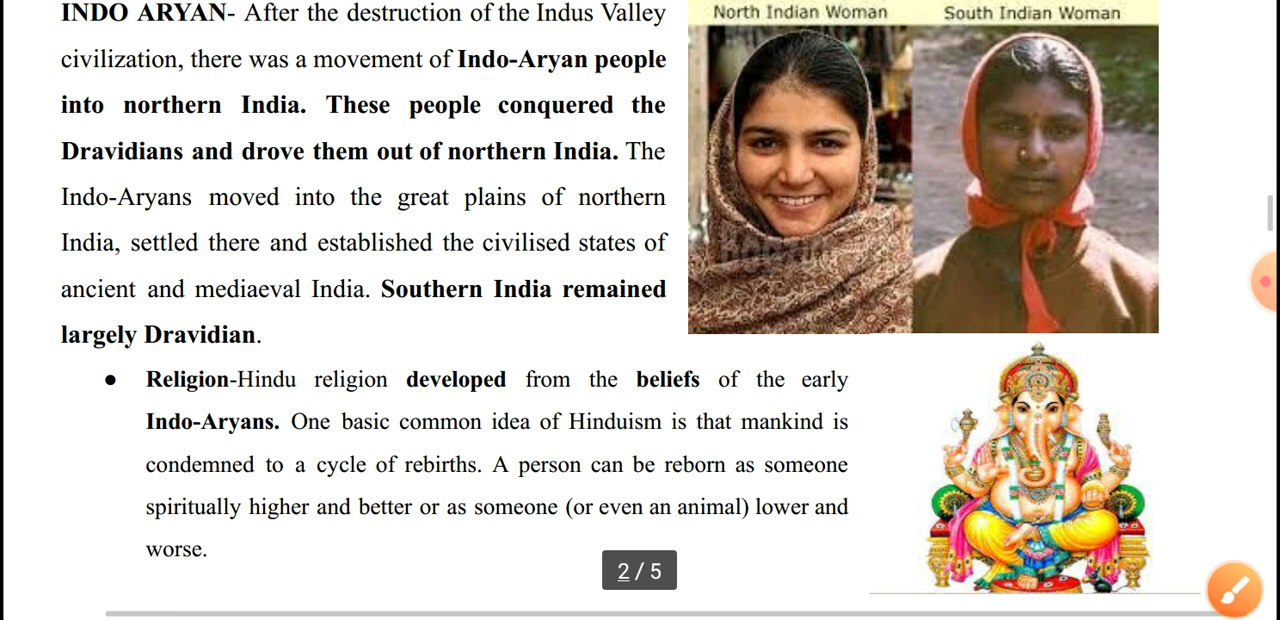 INDO ARYAN- After the destruction of the Indus Valley
civilization, there was a movement of Indo-Aryan people
into northern India. These people conquered the
Dravidians and drove them out of northern India. The
Indo-Aryans moved into the great plains of northern
India, settled there and established the civilised states of
ancient and mediaeval India. Southern India remained
largely Dravidian.
North Indian Woman
South Indian Woman
● Religion-Hindu religion developed from the beliefs of the early
Indo-Aryans. One basic common idea of Hinduism is that mankind is
condemned to a cycle of rebirths. A person can be reborn as someone
spiritually higher and better or as someone (or even an animal) lower and
worse.
2 / 5